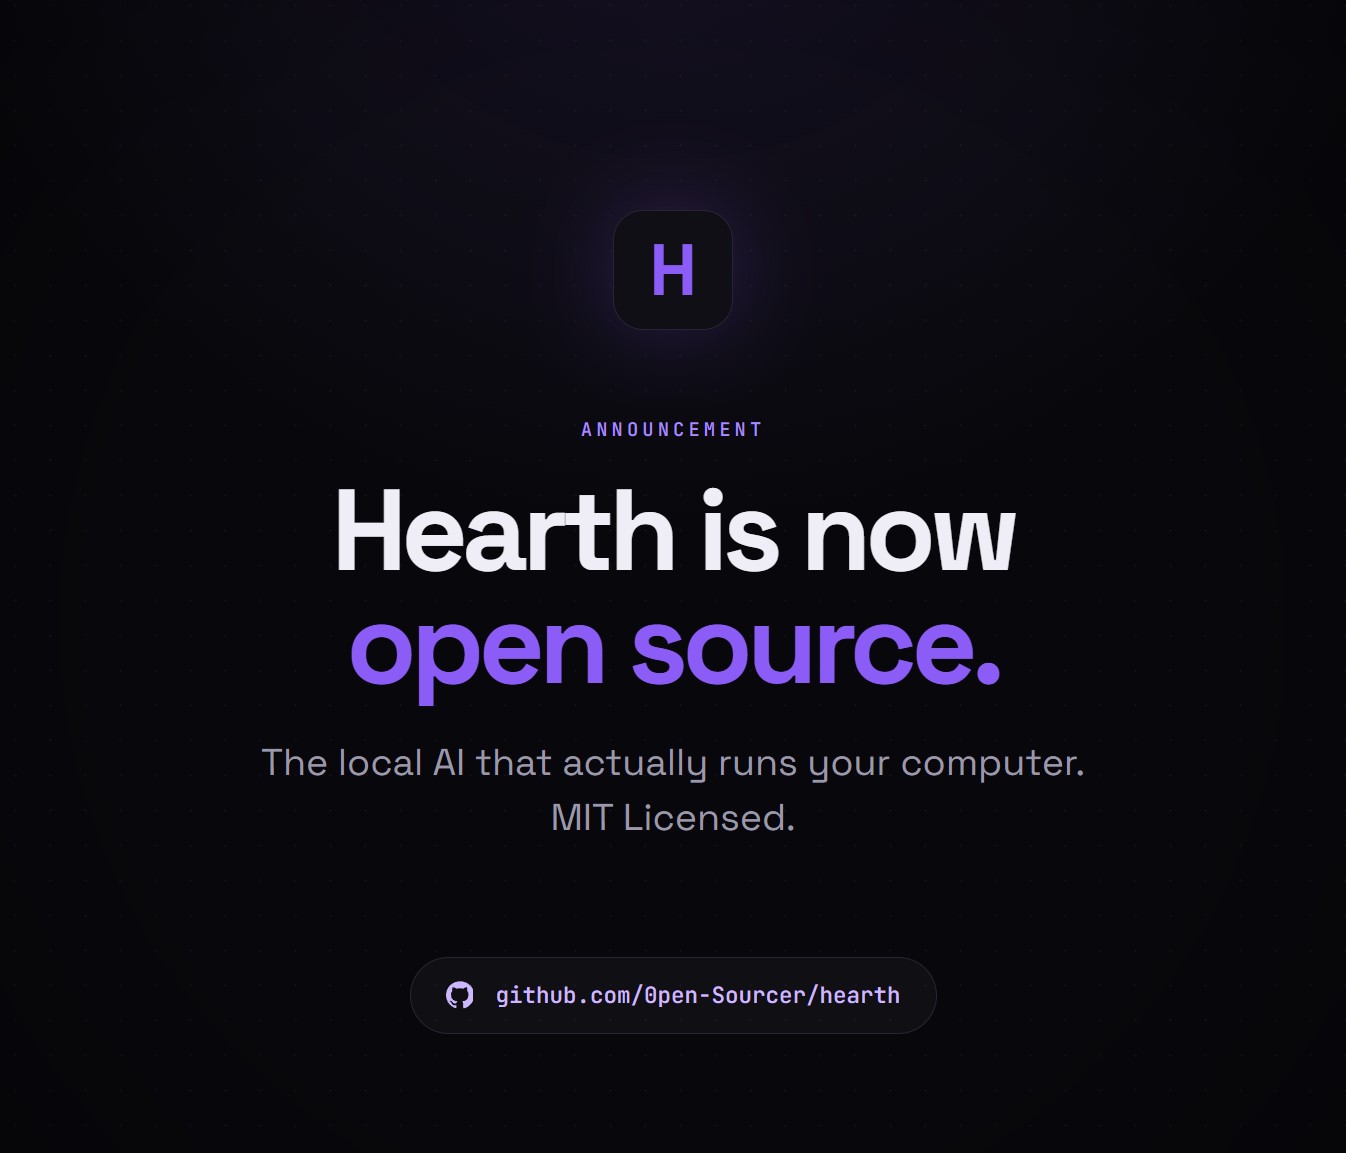 H
ANNOUNCEMENT
Hearth is now
open source.
The local AI that actually runs your computer.
MIT Licensed.
github.com/0pen-Sourcer/hearth